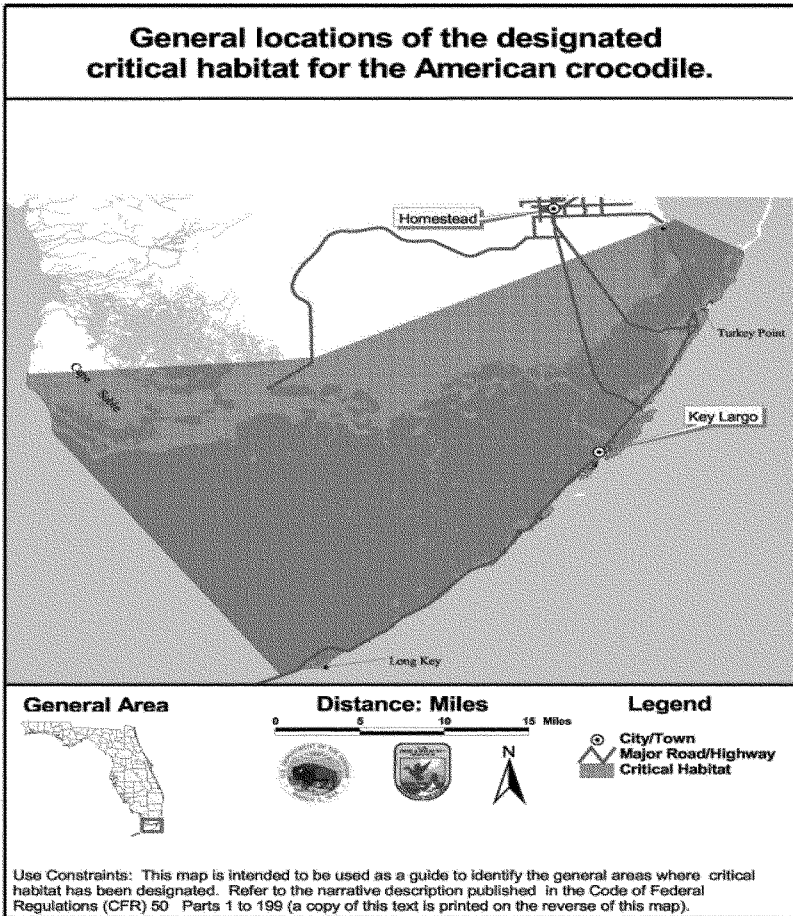 General locations of the designated
critical habitat for the American crocodile.
Homestead
Turkey Point
Cape Sable
Key Largo
Long Key
General Area
Distance: Miles
0 5 10 15 Miles
N
Legend
City/Town
Major Road/Highway
Critical Habitat
Use Constraints: This map is intended to be used as a guide to identify the general areas where critical
habitat has been designated. Refer to the narrative description published in the Code of Federal
Regulations (CFR) 50 Parts 1 to 199 (a copy of this text is printed on the reverse of this map).